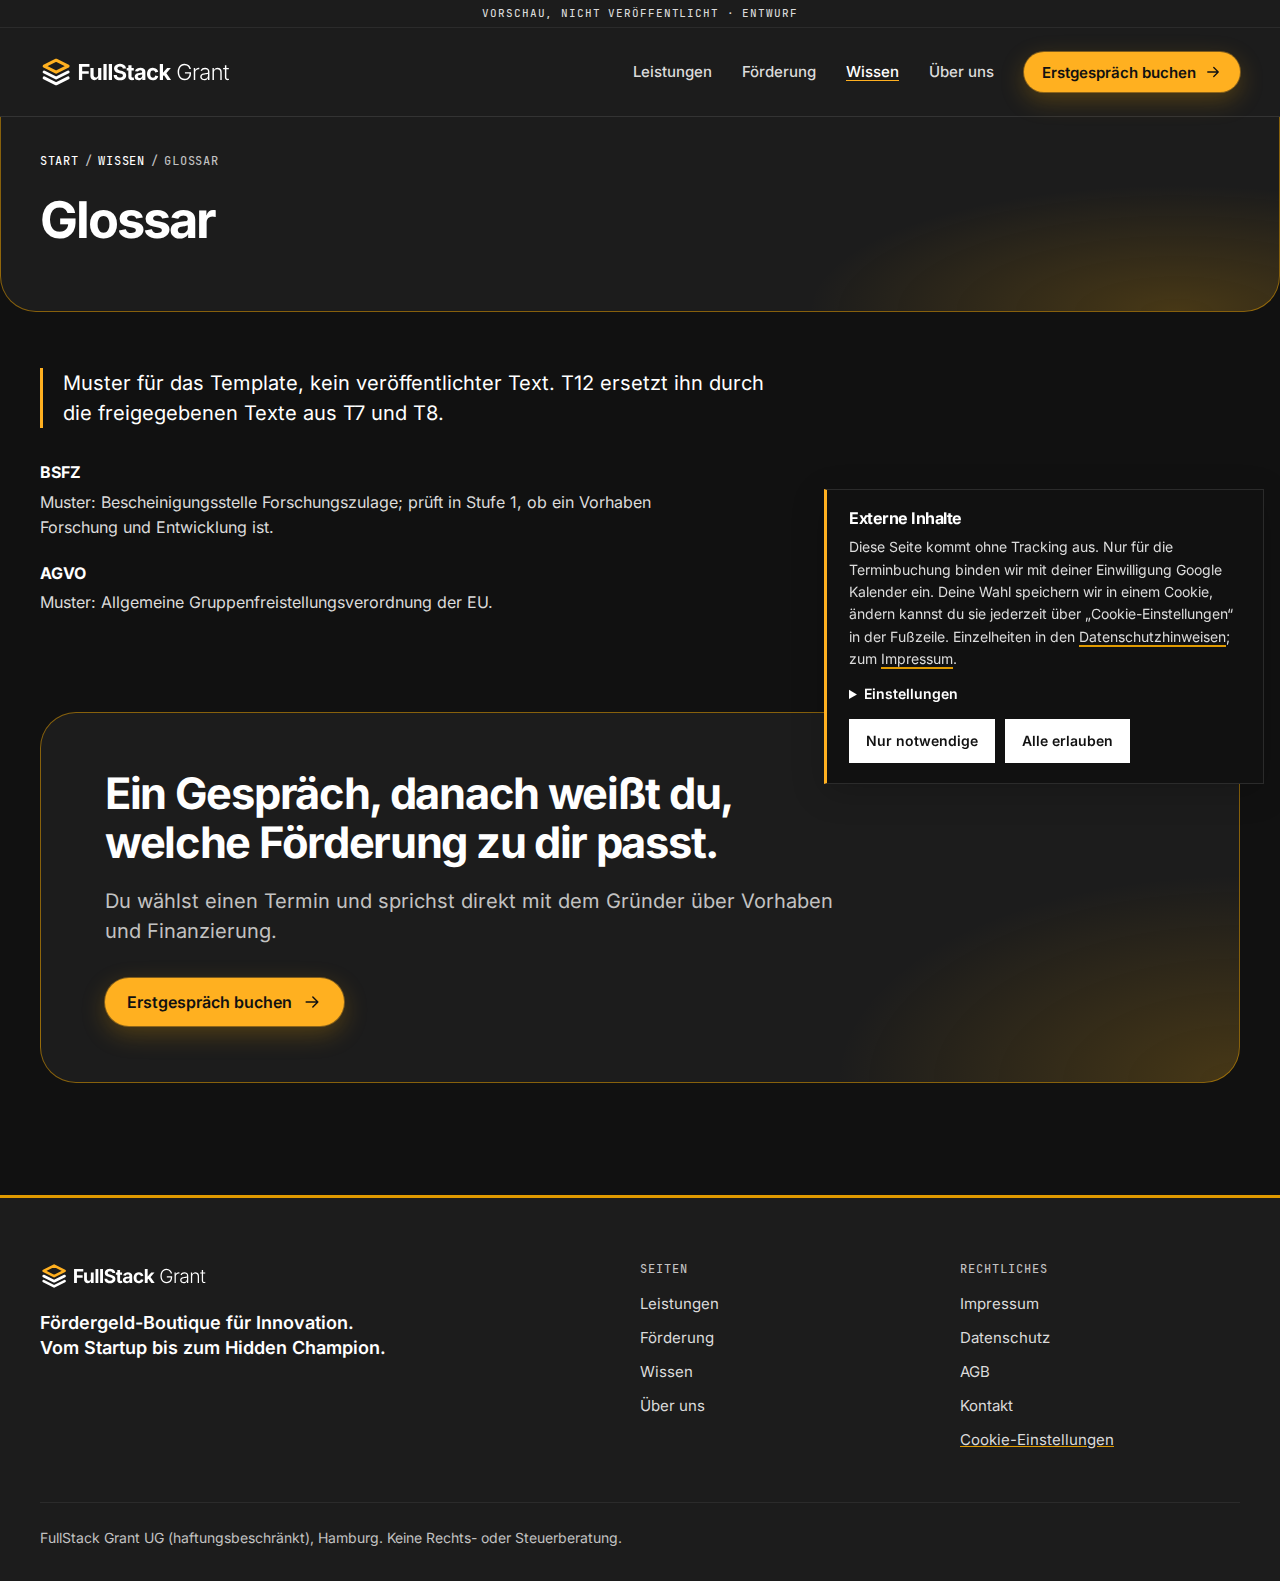 VORSCHAU, NICHT VERÖFFENTLICHT · ENTWURF
FullStack Grant
Leistungen
Förderung
Wissen
Über uns
Erstgespräch buchen →
START / WISSEN / GLOSSAR
Glossar
Muster für das Template, kein veröffentlichter Text. T12 ersetzt ihn durch
die freigegebenen Texte aus T7 und T8.
BSFZ
Muster: Bescheinigungsstelle Forschungszulage; prüft in Stufe 1, ob ein Vorhaben
Forschung und Entwicklung ist.
AGVO
Muster: Allgemeine Gruppenfreistellungsverordnung der EU.
Externe Inhalte
Diese Seite kommt ohne Tracking aus. Nur für die
Terminbuchung binden wir mit deiner Einwilligung Google
Kalender ein. Deine Wahl speichern wir in einem Cookie,
ändern kannst du sie jederzeit über „Cookie-Einstellungen“
in der Fußzeile. Einzelheiten in den Datenschutzhinweisen;
zum Impressum.
Einstellungen
Nur notwendige
Alle erlauben
Ein Gespräch, danach weißt du,
welche Förderung zu dir passt.
Du wählst einen Termin und sprichst direkt mit dem Gründer über Vorhaben
und Finanzierung.
Erstgespräch buchen →
FullStack Grant
Fördergeld-Boutique für Innovation.
Vom Startup bis zum Hidden Champion.
SEITEN
Leistungen
Förderung
Wissen
Über uns
RECHTLICHES
Impressum
Datenschutz
AGB
Kontakt
Cookie-Einstellungen
FullStack Grant UG (haftungsbeschränkt), Hamburg. Keine Rechts- oder Steuerberatung.